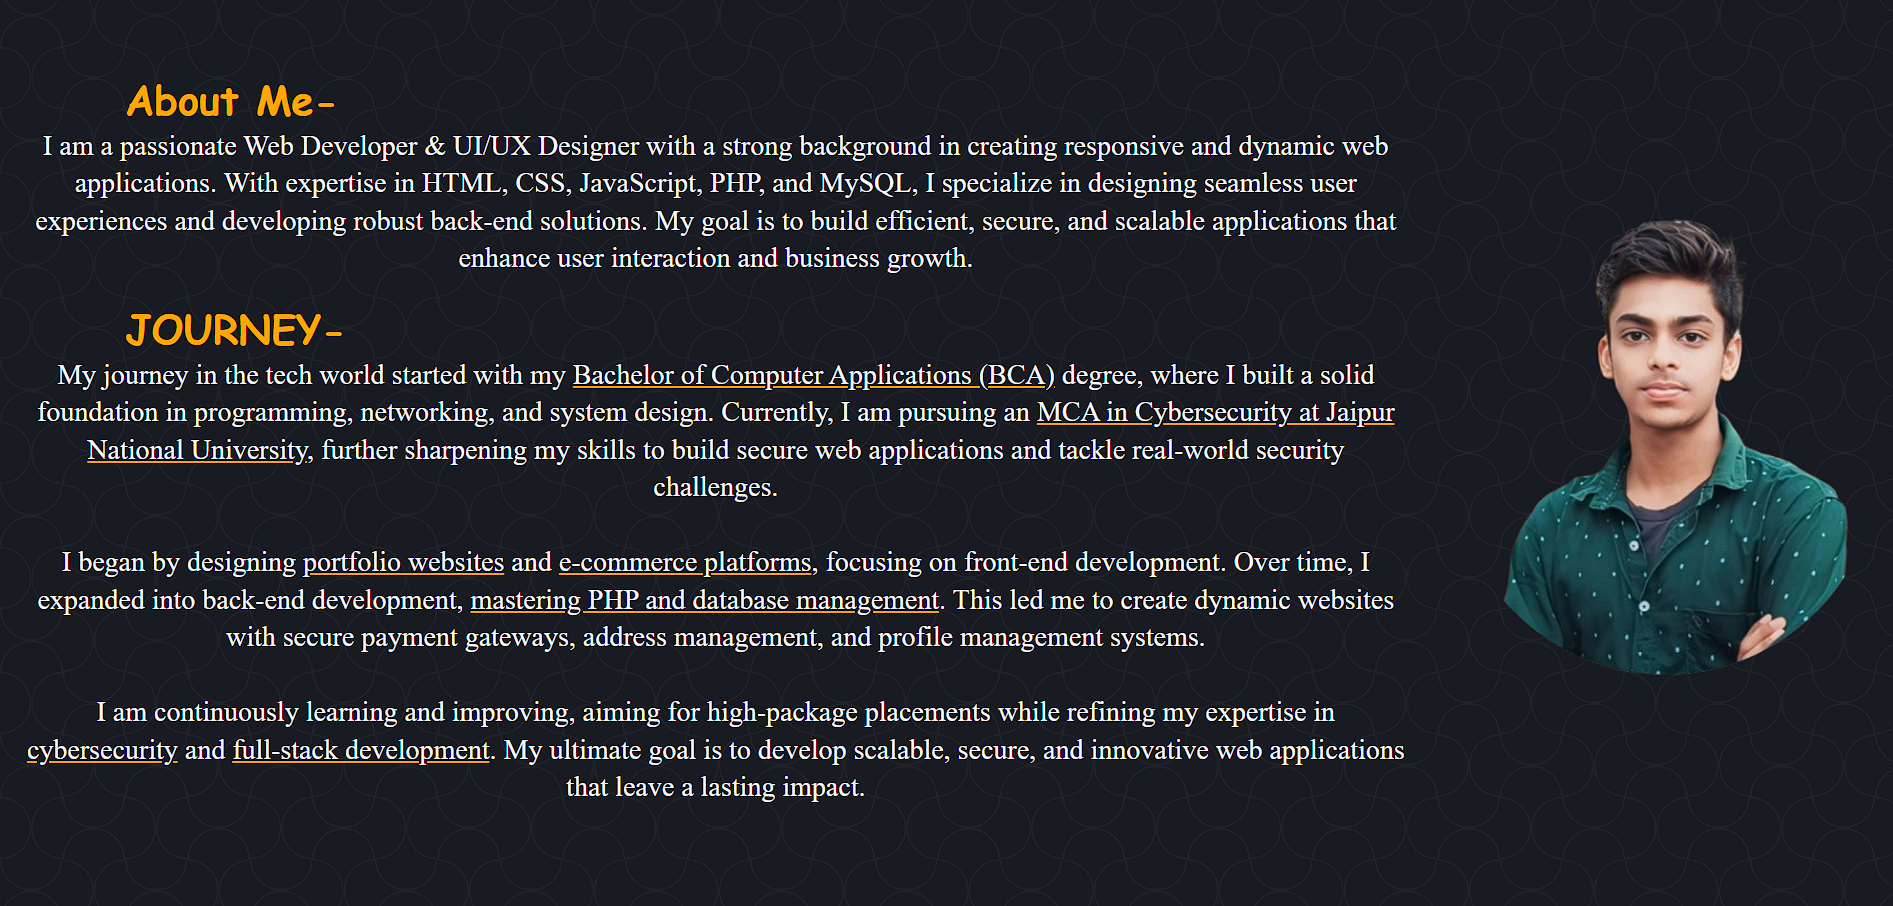 About Me-
I am a passionate Web Developer & UI/UX Designer with a strong background in creating responsive and dynamic web
applications. With expertise in HTML, CSS, JavaScript, PHP, and MySQL, I specialize in designing seamless user
experiences and developing robust back-end solutions. My goal is to build efficient, secure, and scalable applications that
enhance user interaction and business growth.
JOURNEY-
My journey in the tech world started with my Bachelor of Computer Applications (BCA) degree, where I built a solid
foundation in programming, networking, and system design. Currently, I am pursuing an MCA in Cybersecurity at Jaipur
National University, further sharpening my skills to build secure web applications and tackle real-world security
challenges.
I began by designing portfolio websites and e-commerce platforms, focusing on front-end development. Over time, I
expanded into back-end development, mastering PHP and database management. This led me to create dynamic websites
with secure payment gateways, address management, and profile management systems.
I am continuously learning and improving, aiming for high-package placements while refining my expertise in
cybersecurity and full-stack development. My ultimate goal is to develop scalable, secure, and innovative web applications
that leave a lasting impact.